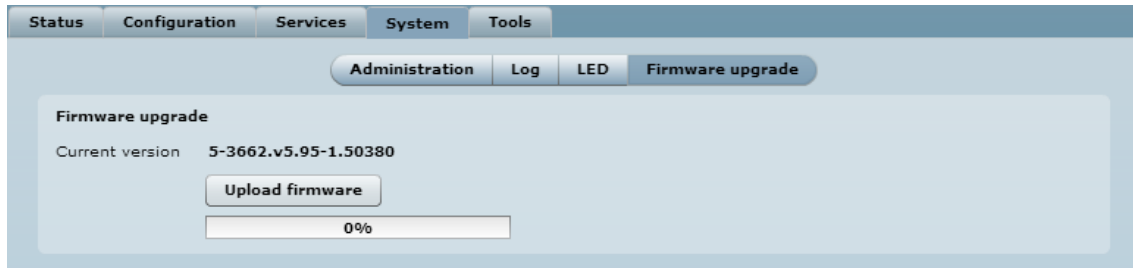 Status Configuration Services System Tools
Administration Log LED Firmware upgrade
Firmware upgrade
Current version 5-3662.v5.95-1.50380
Upload firmware
0%